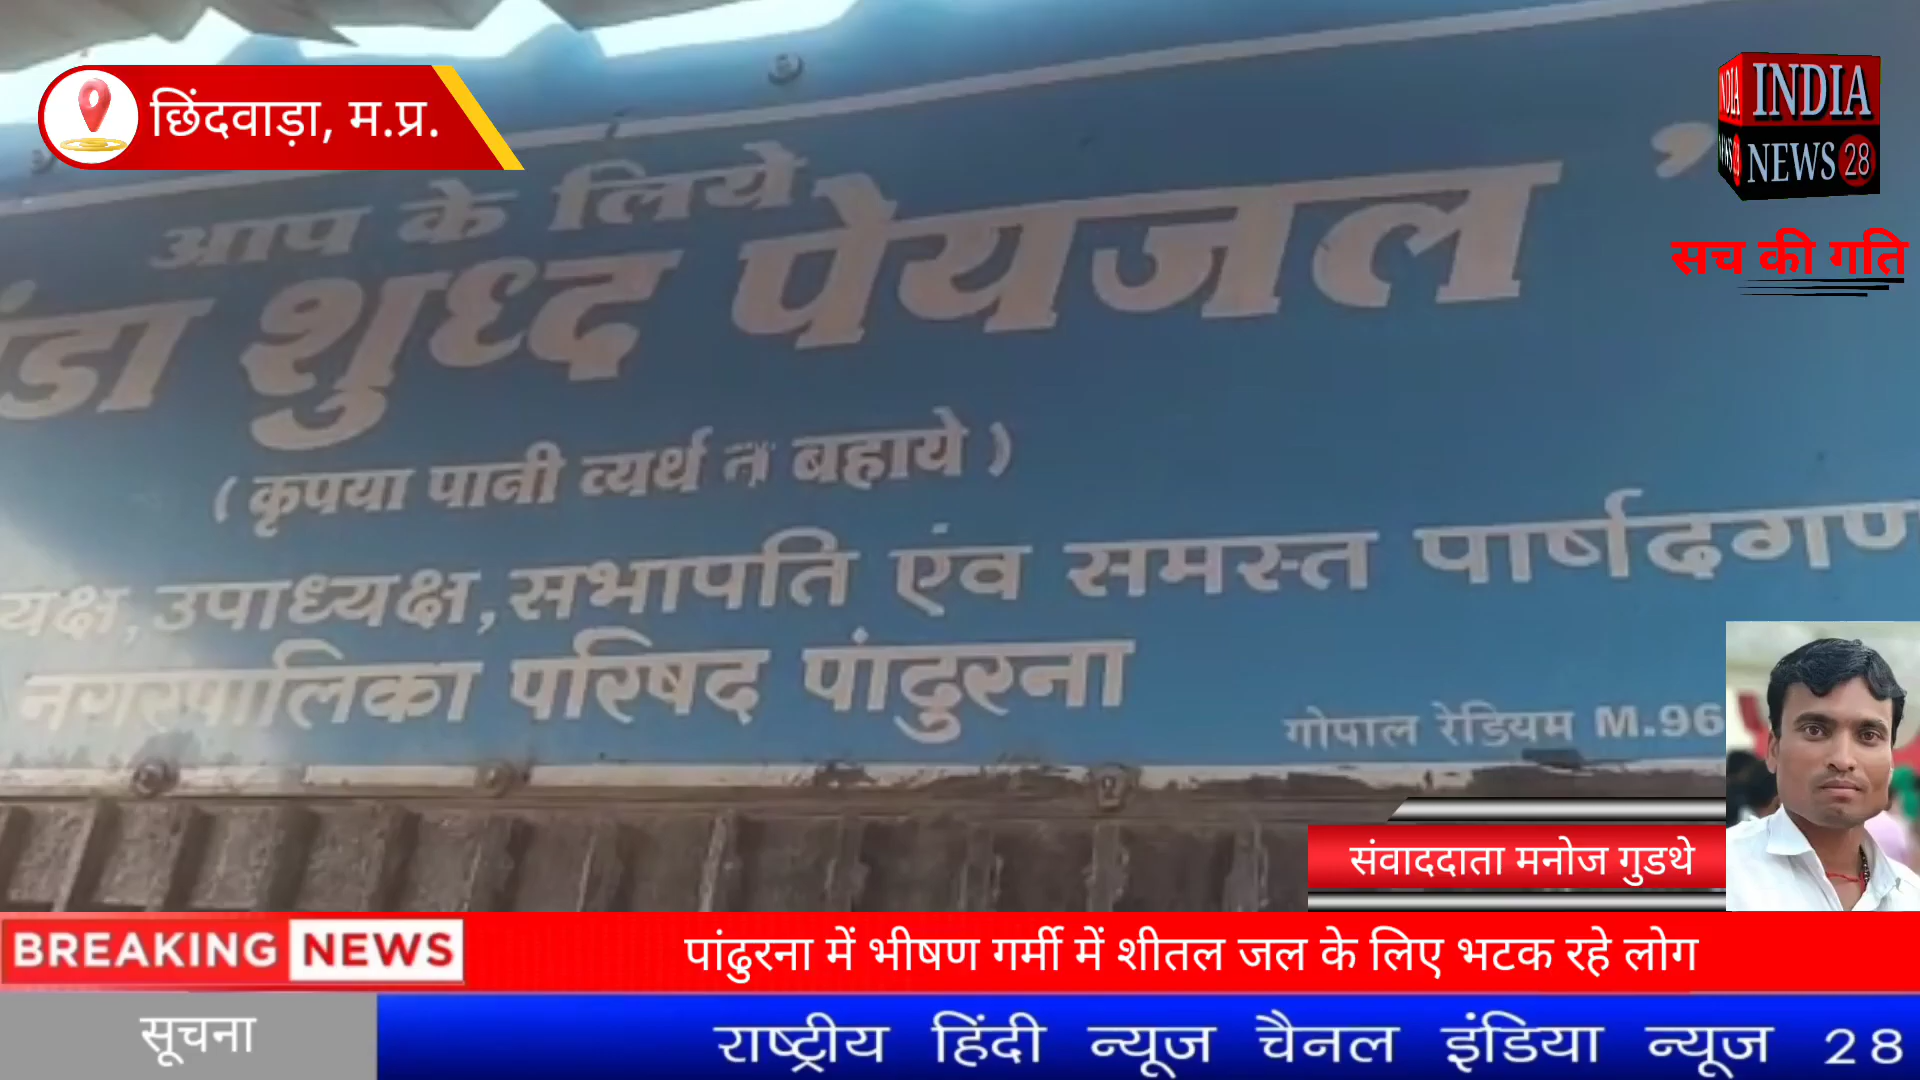 छिंदवाड़ा, म.प्र.
INDIA
NEWS 28
सच की गति
आप के लिये
शुध्द पेयजल
( कृपया पानी व्यर्थ न बहाये )
उपाध्यक्ष, सभापति एंव समस्त पार्षदगण
नगरपालिका परिषद पांढुरना
गोपाल रेडियम M.96
संवाददाता मनोज गुडथे
BREAKING NEWS
पांढुरना में भीषण गर्मी में शीतल जल के लिए भटक रहे लोग
सूचना
राष्ट्रीय हिंदी न्यूज चैनल इंडिया न्यूज 28